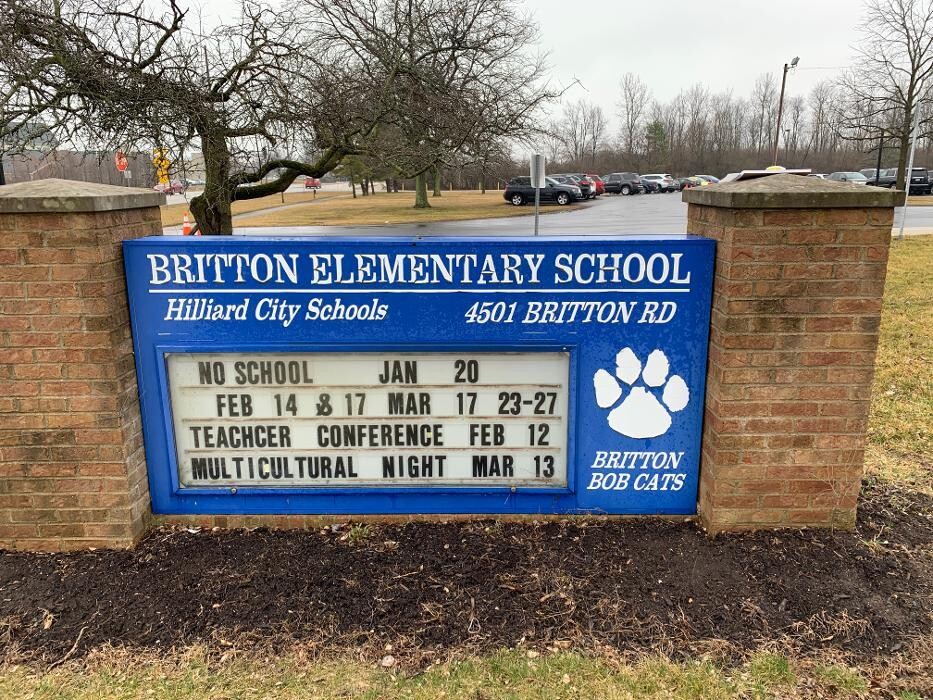 BRITTON ELEMENTARY SCHOOL
Hilliard City Schools 4501 BRITTON RD
NO SCHOOL JAN 20
FEB 14 & 17 MAR 17 23-27
TEACHCER CONFERENCE FEB 12
MULTICULTURAL NIGHT MAR 13
BRITTON
BOB CATS